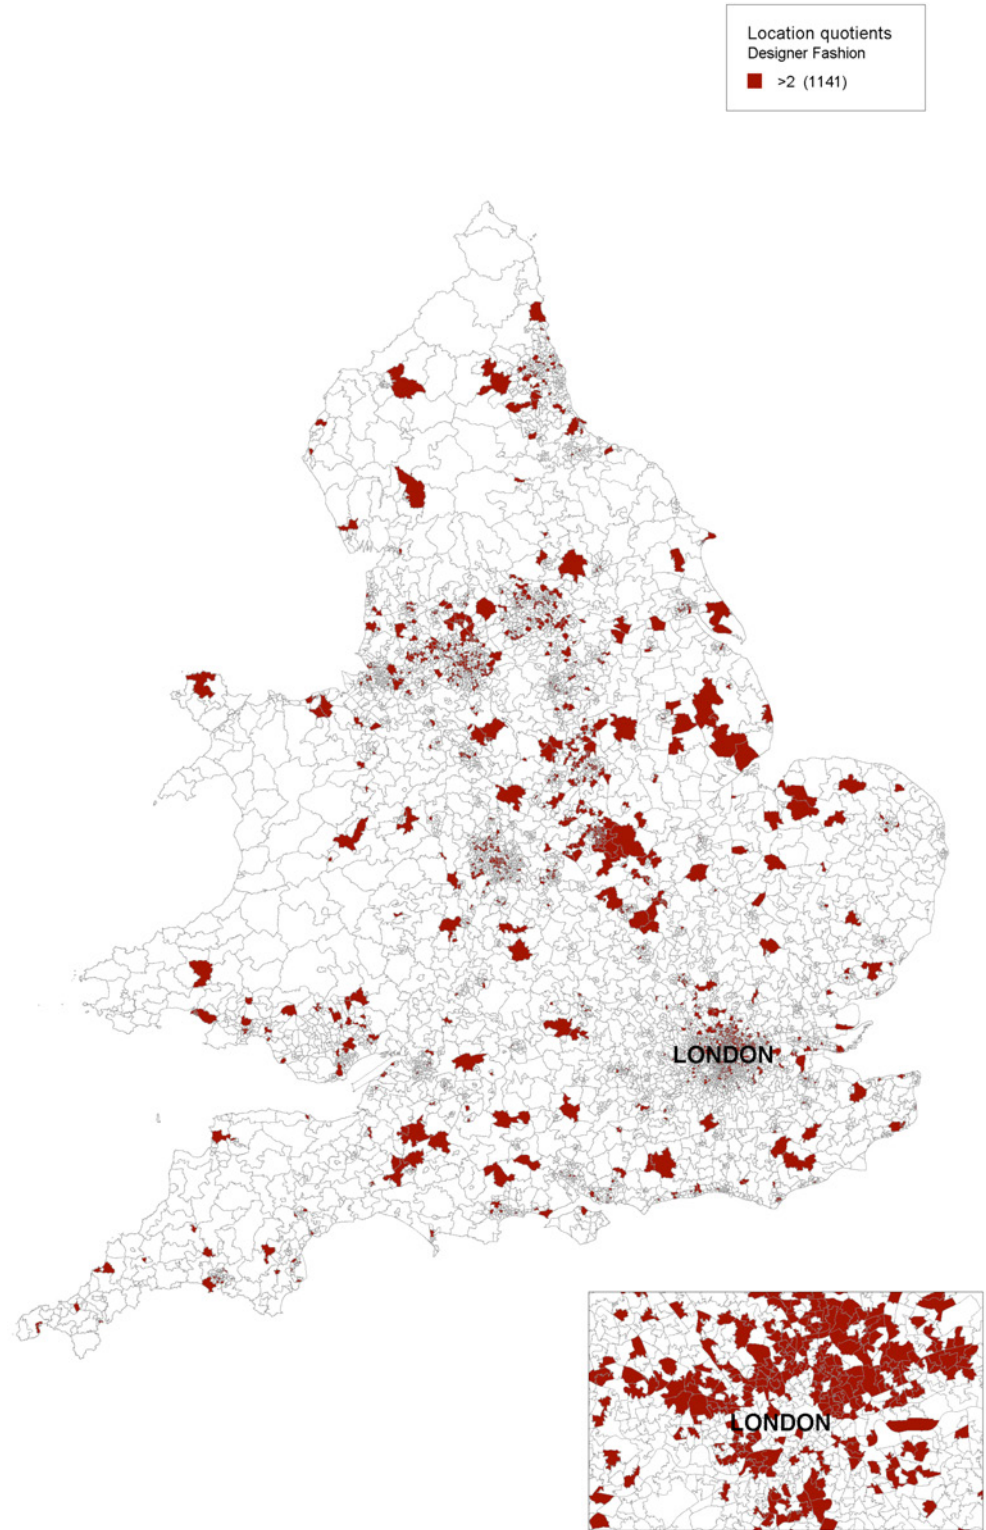 Location quotients
Designer Fashion
>2 (1141)
LONDON
LONDON